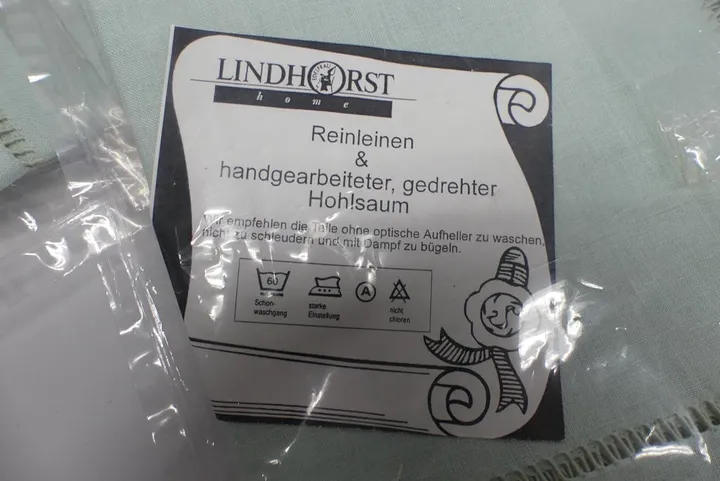 LINDHORST
home
Reinleinen
&
handgearbeiteter, gedrehter
Hohlsaum
Wir empfehlen die Teile ohne optische Aufheller zu waschen,
nicht zu schleudern und mit Dampf zu bügeln.
60
A
Schon-
waschgang
starke
Einstellung
nicht
chloren